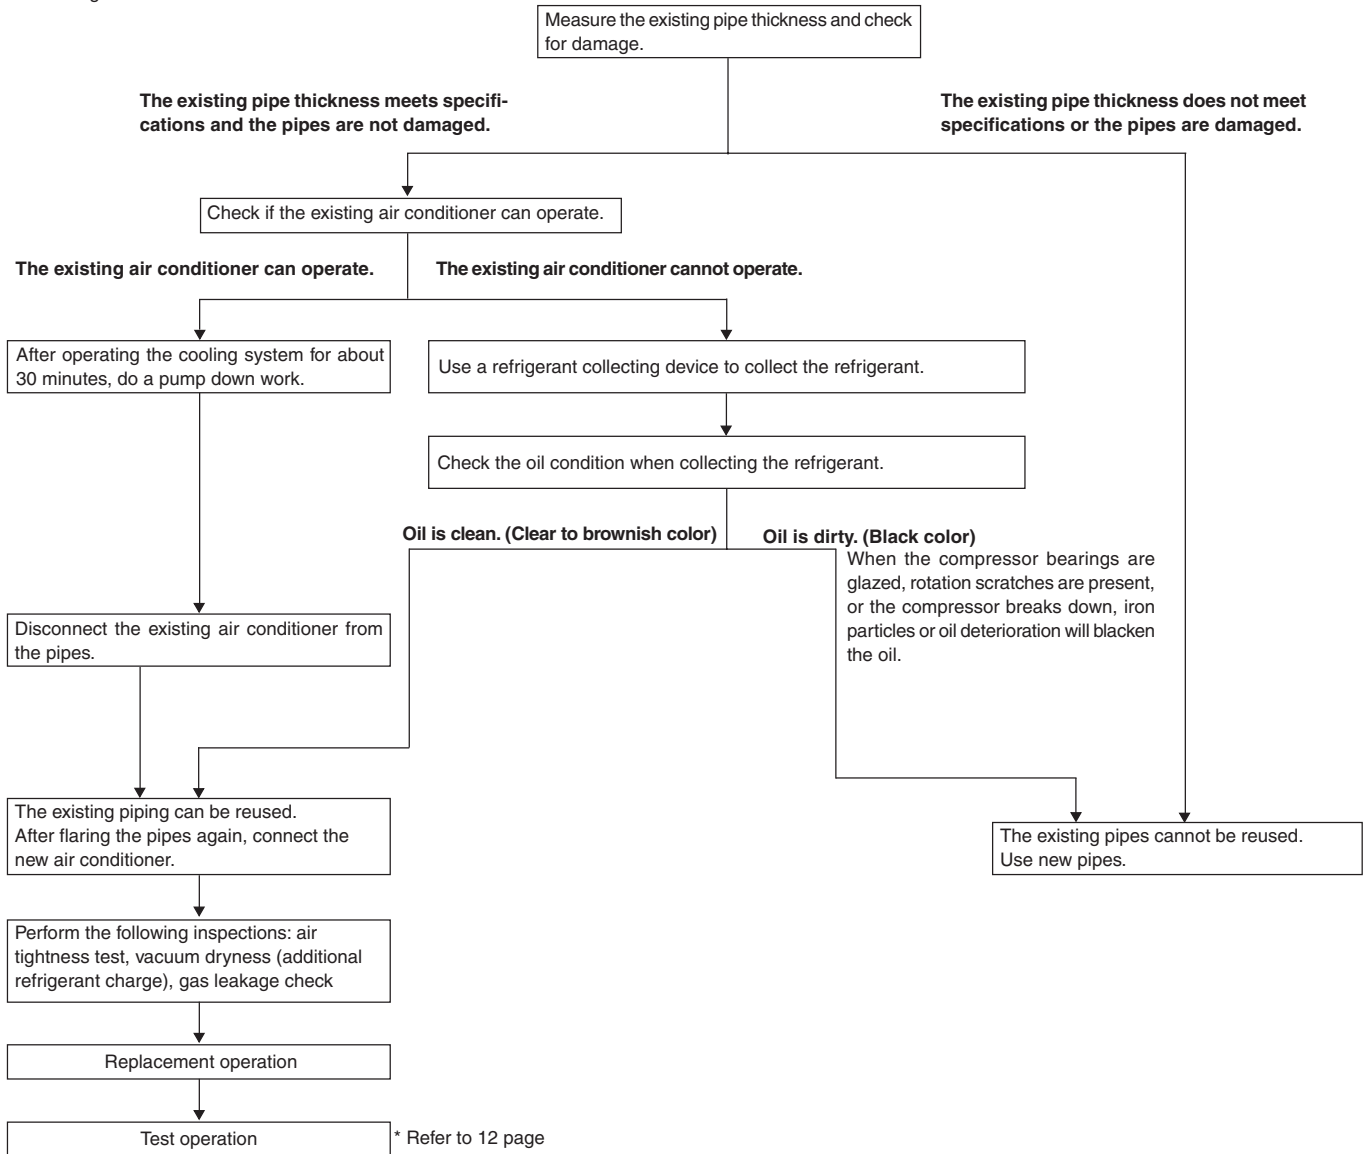 Measure the existing pipe thickness and check
for damage.
The existing pipe thickness meets specifi-
cations and the pipes are not damaged.
The existing pipe thickness does not meet
specifications or the pipes are damaged.
Check if the existing air conditioner can operate.
The existing air conditioner can operate.
The existing air conditioner cannot operate.
After operating the cooling system for about
30 minutes, do a pump down work.
Use a refrigerant collecting device to collect the refrigerant.
Check the oil condition when collecting the refrigerant.
Oil is clean. (Clear to brownish color)
Oil is dirty. (Black color)
When the compressor bearings are
glazed, rotation scratches are present,
or the compressor breaks down, iron
particles or oil deterioration will blacken
the oil.
Disconnect the existing air conditioner from
the pipes.
The existing piping can be reused.
After flaring the pipes again, connect the
new air conditioner.
The existing pipes cannot be reused.
Use new pipes.
Perform the following inspections: air
tightness test, vacuum dryness (additional
refrigerant charge), gas leakage check
Replacement operation
Test operation
* Refer to 12 page